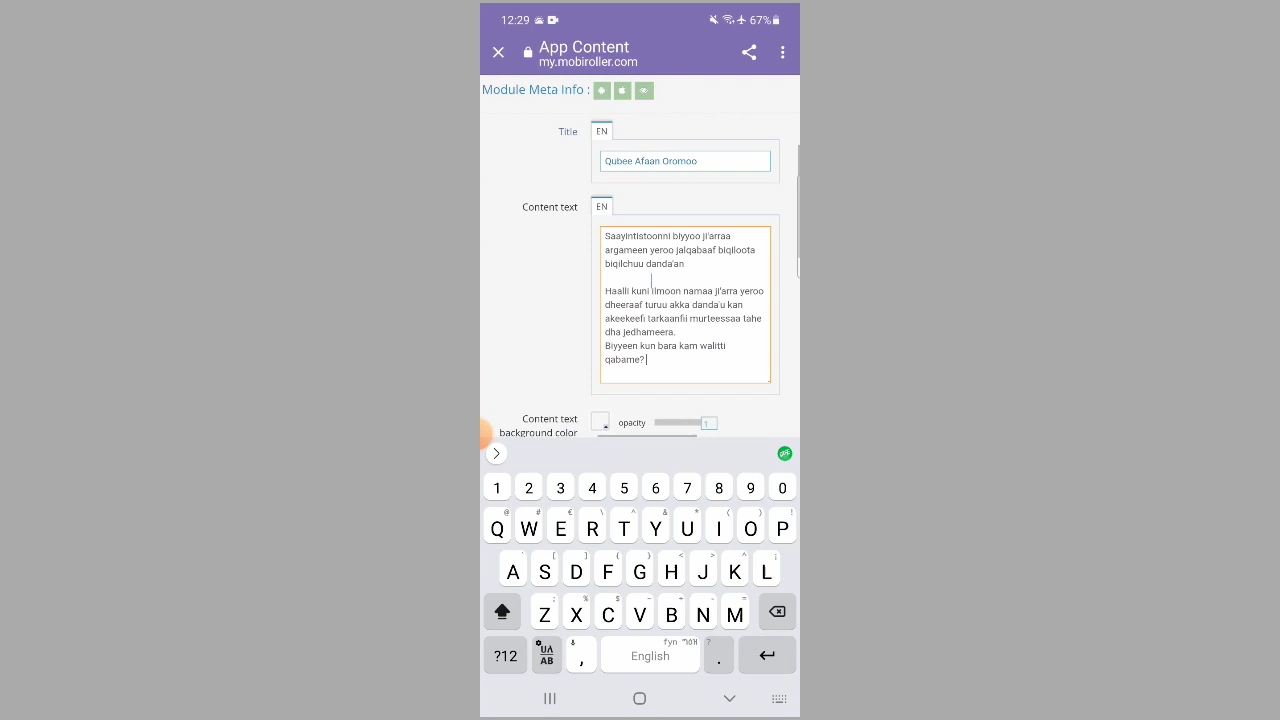 12:29 67%
App Content
my.mobiroller.com
Module Meta Info :
Title
EN
Qubee Afaan Oromoo
Content text
EN
Saayintistoonni biyyoo ji'arraa
argameen yeroo jalqabaaf biqiloota
biqilchuu danda'an
Haalli kuni ilmoon namaa ji'arra yeroo
dheeraaf turuu akka danda'u kan
akeekeefi tarkaanfii murteessaa tahe
dha jedhameera.
Biyyeen kun bara kam walitti
qabame?
Content text
background color
opacity 1
1 2 3 4 5 6 7 8 9 0
@ # € \ ^ & * ( ) !
Q W E R T Y U I O P
[ ] { } < > ^ ¡
A S D F G H J K L
; % $ _ + - =
Z X C V B N M
?12 UA AB , English . ?